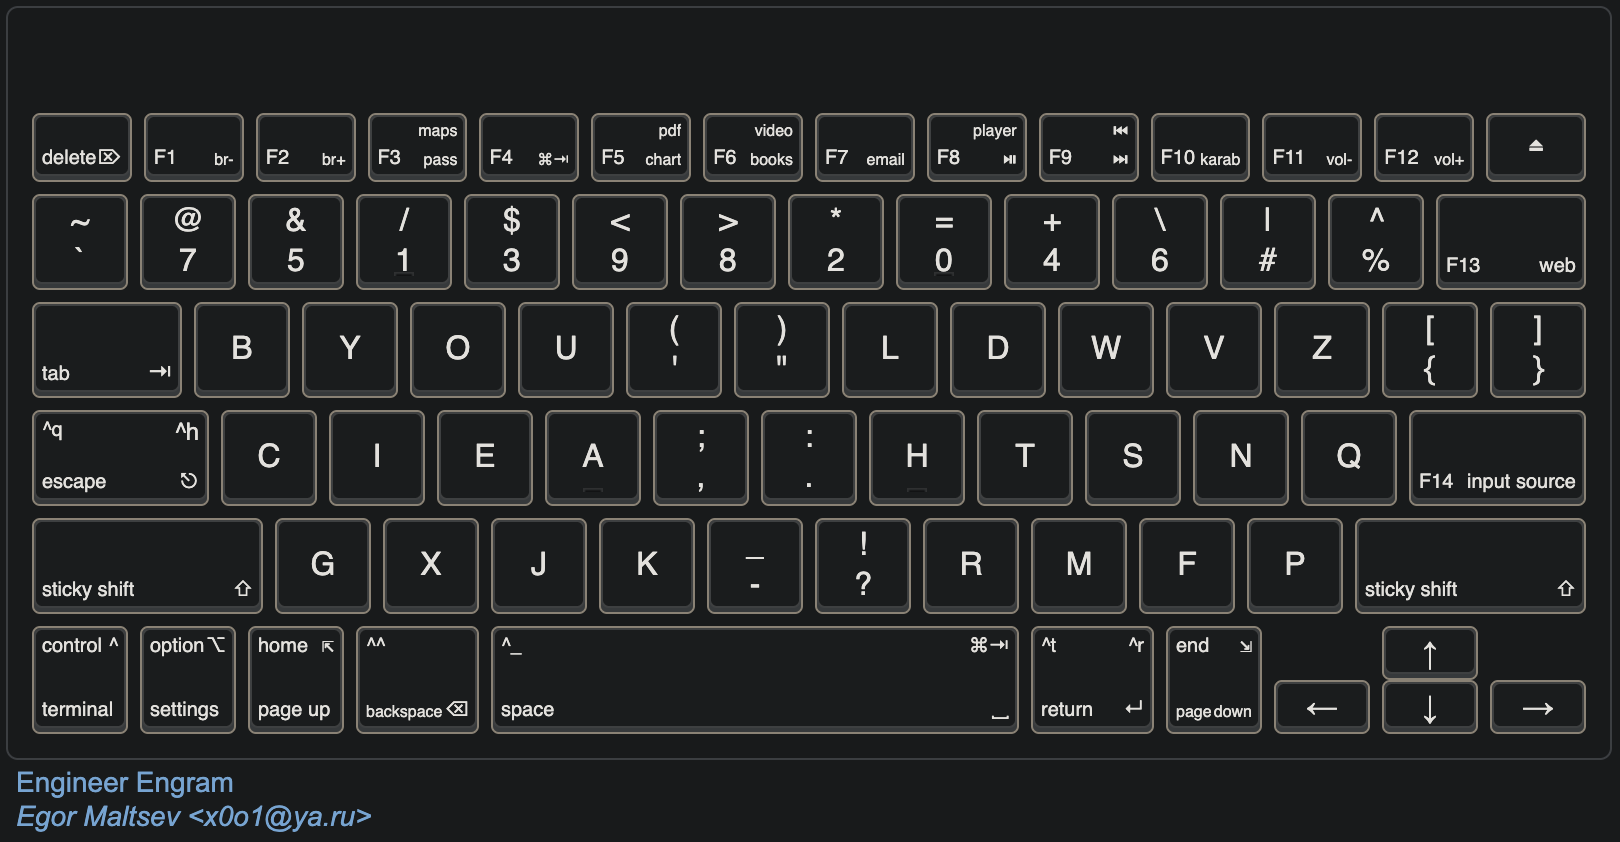 maps pdf video player ⏮
delete⌦ F1 br- F2 br+ F3 pass F4 ⌘⇥ F5 chart F6 books F7 email F8 ⏯ F9 ⏭ F10 karab F11 vol- F12 vol+ ⏏
~ @ & / $ < > * = + \ | ^
` 7 5 1 3 9 8 2 0 4 6 # % F13 web
( ) [ ]
B Y O U ' " L D W V Z { }
tab ⇥
^q ^h ; :
C I E A , . H T S N Q
escape ⎋ F14 input source
_ !
G X J K - ? R M F P
sticky shift ⇧ sticky shift ⇧
control ^ option ⌥ home ⇱ ^^ ^_ ⌘⇥ ^t ^r end ⇲ ↑
terminal settings page up backspace ⌫ space ⎵ return ↵ page down ← ↓ →
Engineer Engram
Egor Maltsev <x0o1@ya.ru>